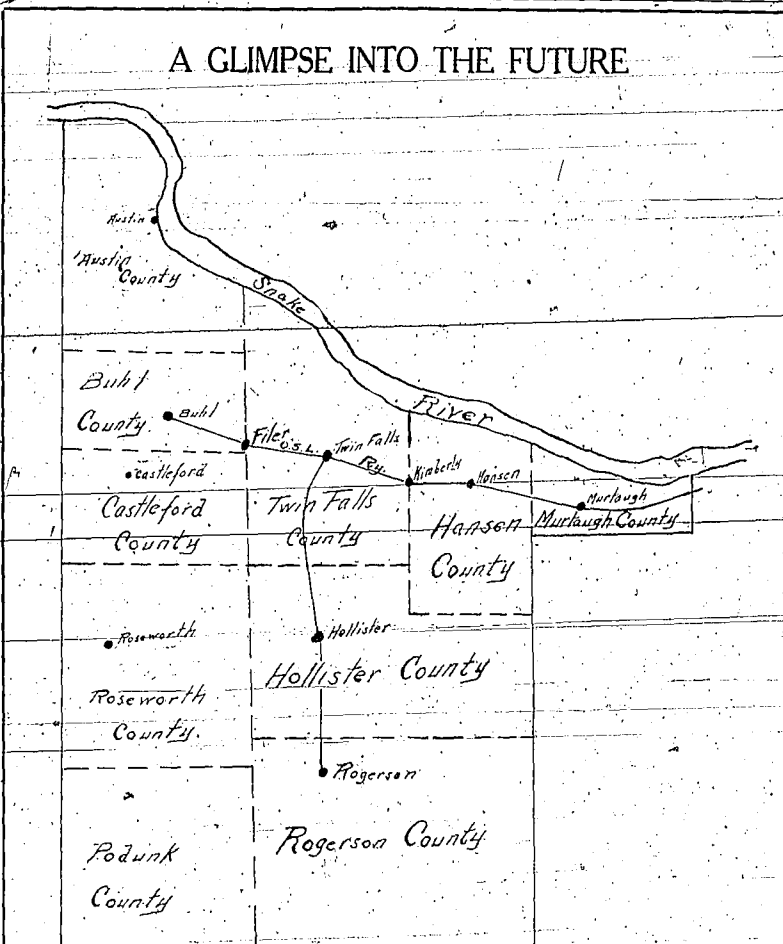 A GLIMPSE INTO THE FUTURE
Austin
Austin
County
Snake
River
Buhl
County
Buhl
Filer
O.S.L.
Twin Falls
Ry.
Kimberly
Hansen
Murtaugh
Castleford
Castleford
County
Twin Falls
County
Hansen
County
Murtaugh County
Roseworth
Roseworth
County.
Hollister
Hollister County
Rogerson
Rogerson County
Podunk
County